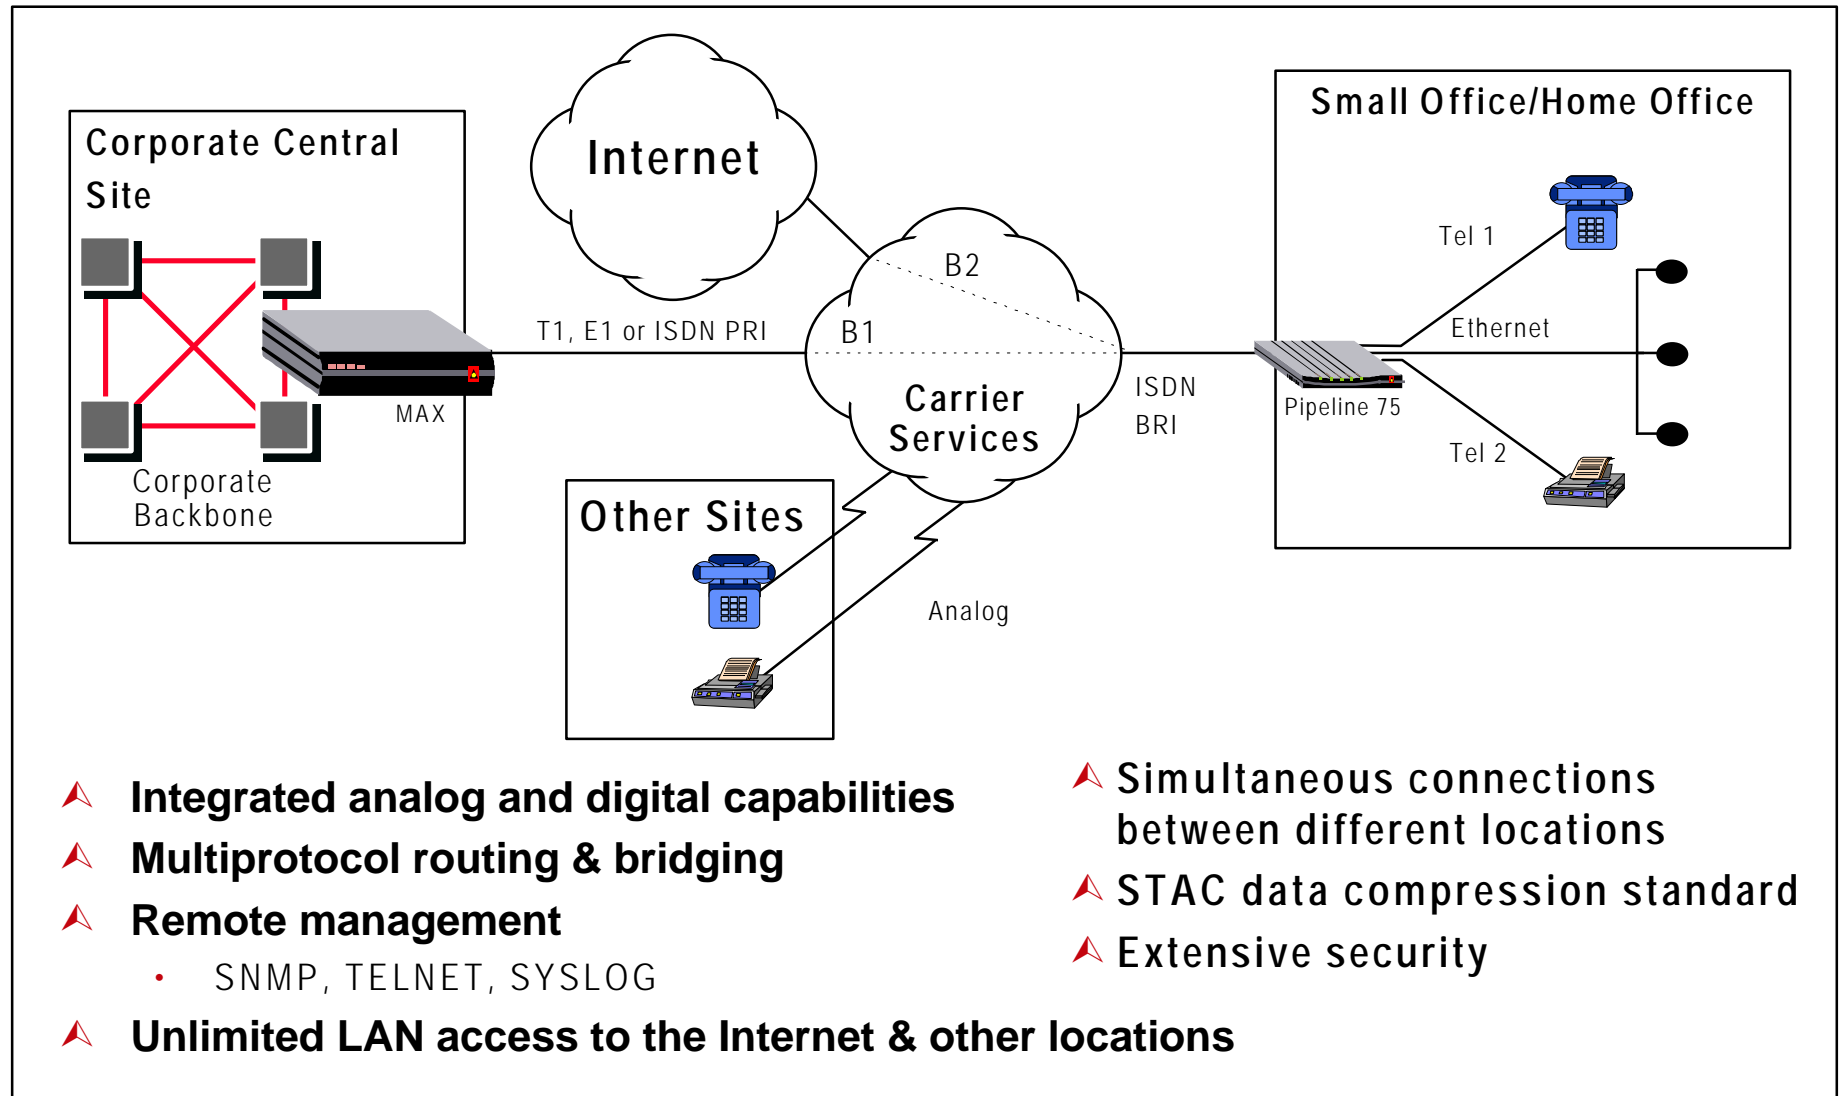 Corporate Central
Site
Corporate
Backbone
MAX
T1, E1 or ISDN PRI
Internet
B2
B1
Carrier
Services
ISDN
BRI
Other Sites
Analog
Small Office/Home Office
Tel 1
Ethernet
Pipeline 75
Tel 2
Integrated analog and digital capabilities
Multiprotocol routing & bridging
Remote management
• SNMP, TELNET, SYSLOG
Unlimited LAN access to the Internet & other locations
Simultaneous connections
between different locations
STAC data compression standard
Extensive security